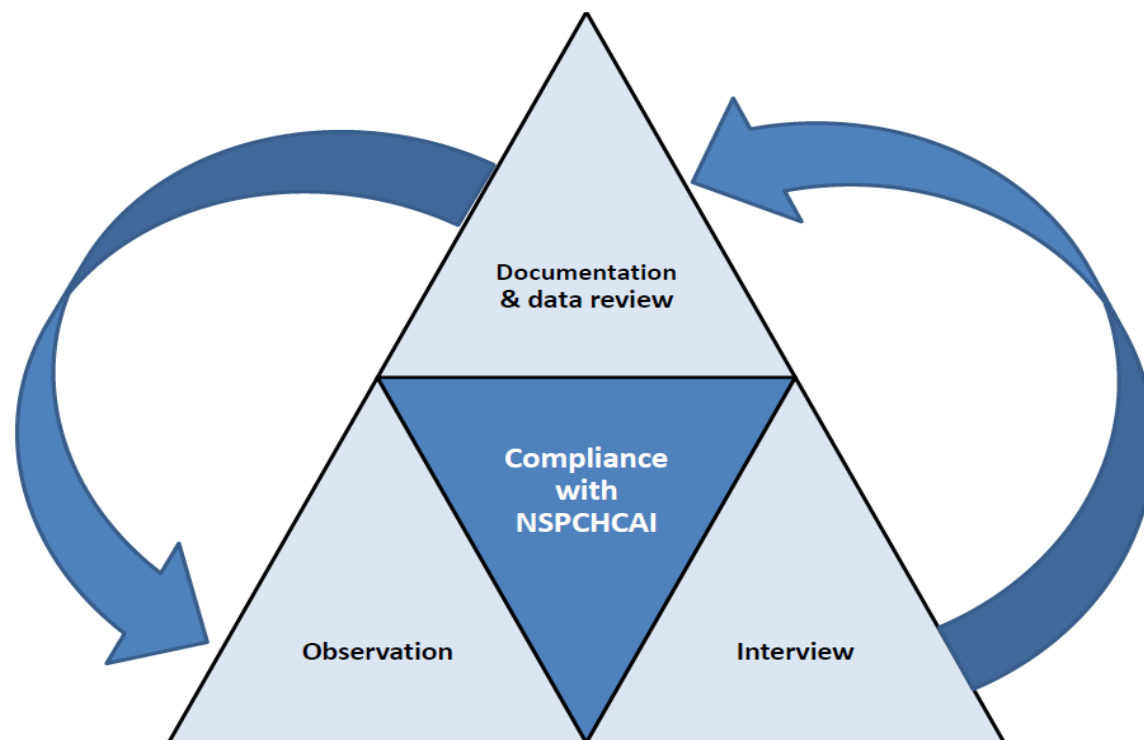 Documentation
& data review
Compliance
with
NSPCHCAI
Observation
Interview